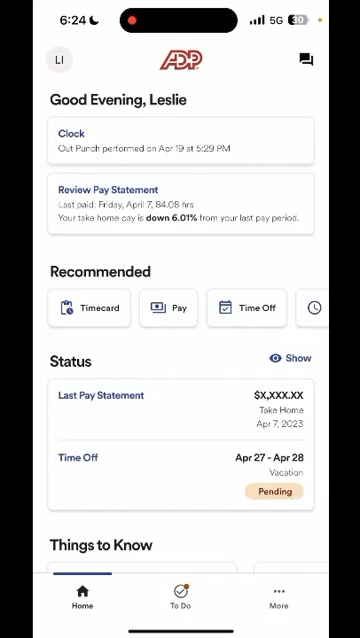 6:24
5G
30
LI
ADP
Good Evening, Leslie
Clock
Out Punch performed on Apr 19 at 5:29 PM
Review Pay Statement
Last paid: Friday, April 7, 84.08 hrs
Your take home pay is down 6.01% from your last pay period.
Recommended
Timecard
Pay
Time Off
Status
Show
Last Pay Statement
$X,XXX.XX
Take Home
Apr 7, 2023
Time Off
Apr 27 - Apr 28
Vacation
Pending
Things to Know
Home
To Do
More